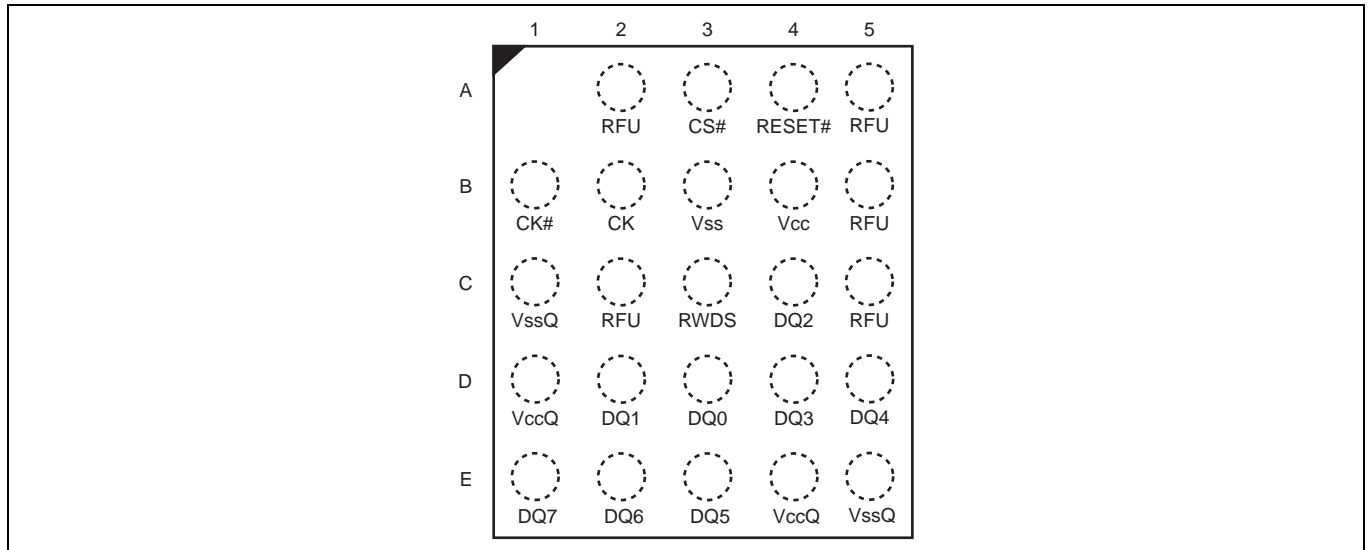 1 2 3 4 5
A
RFU CS# RESET# RFU
B
CK# CK Vss Vcc RFU
C
VssQ RFU RWDS DQ2 RFU
D
VccQ DQ1 DQ0 DQ3 DQ4
E
DQ7 DQ6 DQ5 VccQ VssQ